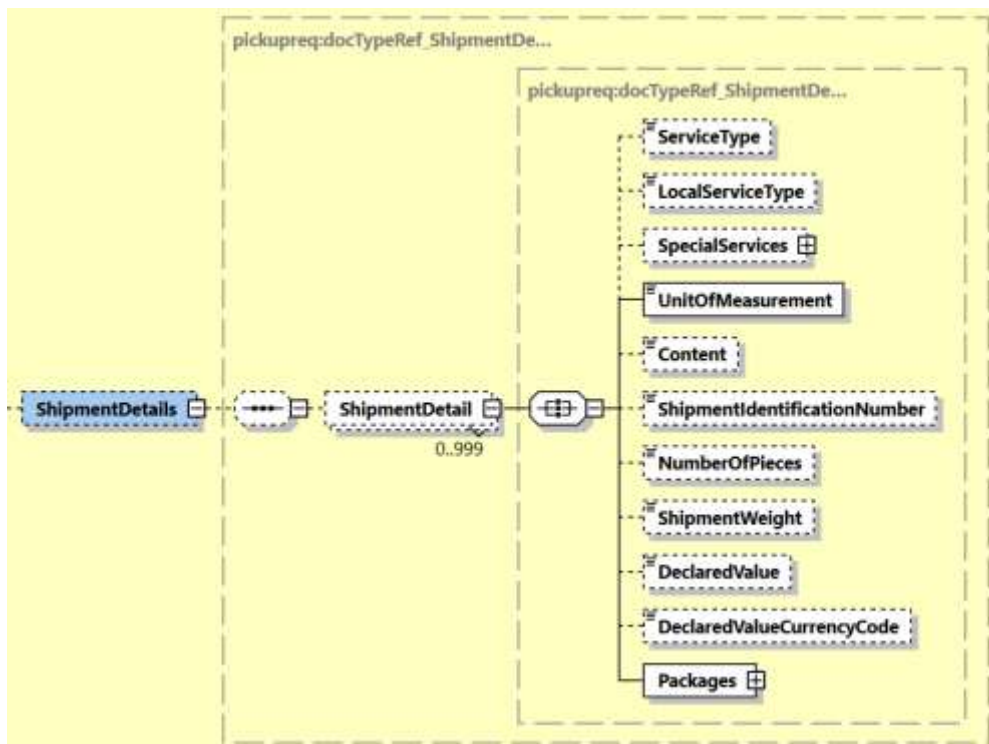 pickupreq:docTypeRef_ShipmentDe...
pickupreq:docTypeRef_ShipmentDe...
ServiceType
LocalServiceType
SpecialServices
UnitOfMeasurement
Content
ShipmentDetails
ShipmentDetail
0..999
ShipmentIdentificationNumber
NumberOfPieces
ShipmentWeight
DeclaredValue
DeclaredValueCurrencyCode
Packages